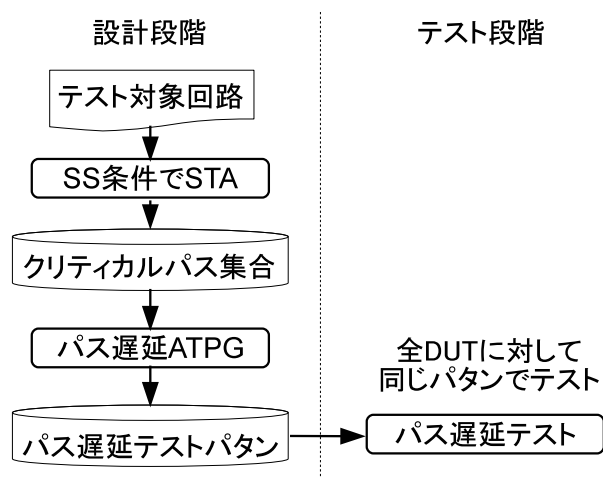 設計段階
テスト段階
テスト対象回路
SS条件でSTA
クリティカルパス集合
パス遅延ATPG
全DUTに対して
同じパタンでテスト
パス遅延テストパタン
パス遅延テスト